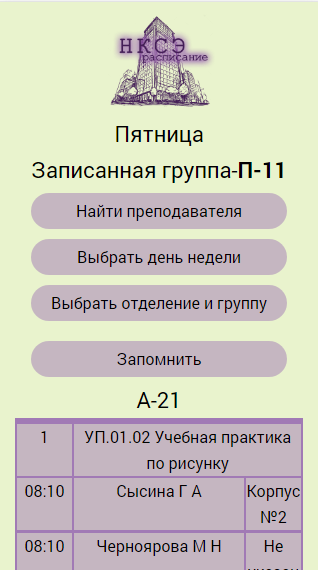 НКСЭ
расписание
Пятница
Записанная группа-П-11
Найти преподавателя
Выбрать день недели
Выбрать отделение и группу
Запомнить
А-21
1 УП.01.02 Учебная практика
по рисунку
08:10 Сысина Г А Корпус
№2
08:10 Черноярова М Н Не